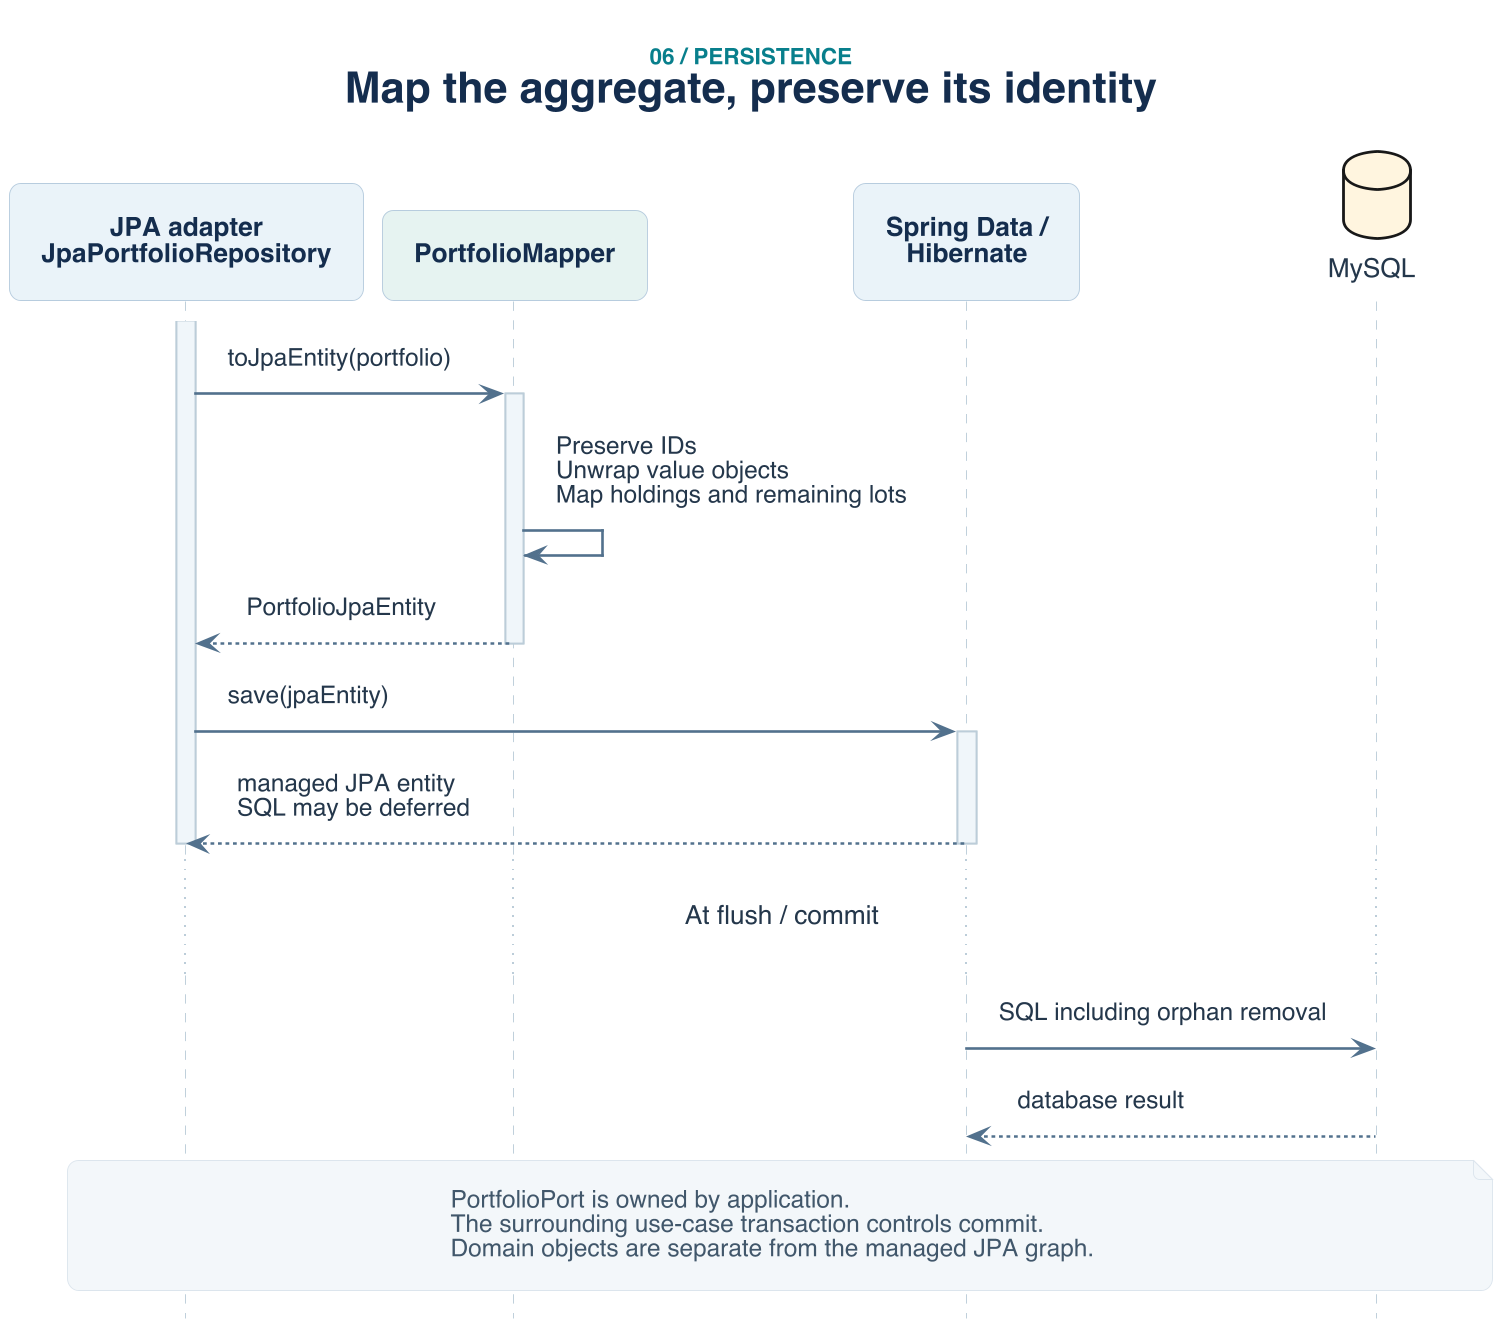 06 / PERSISTENCE
Map the aggregate, preserve its identity
JPA adapter
JpaPortfolioRepository
PortfolioMapper
Spring Data /
Hibernate
MySQL
toJpaEntity(portfolio)
Preserve IDs
Unwrap value objects
Map holdings and remaining lots
PortfolioJpaEntity
save(jpaEntity)
managed JPA entity
SQL may be deferred
At flush / commit
SQL including orphan removal
database result
PortfolioPort is owned by application.
The surrounding use-case transaction controls commit.
Domain objects are separate from the managed JPA graph.